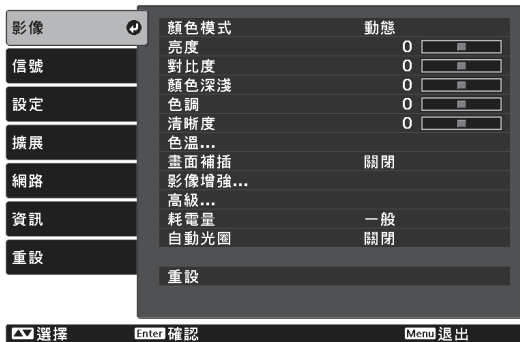 影像
信號
設定
擴展
網路
資訊
重設
顏色模式 動態
亮度 0
對比度 0
顏色深淺 0
色調 0
清晰度 0
色溫...
畫面補插 關閉
影像增強...
高級...
耗電量 一般
自動光圈 關閉
重設
選擇 Enter 確認 Menu 退出